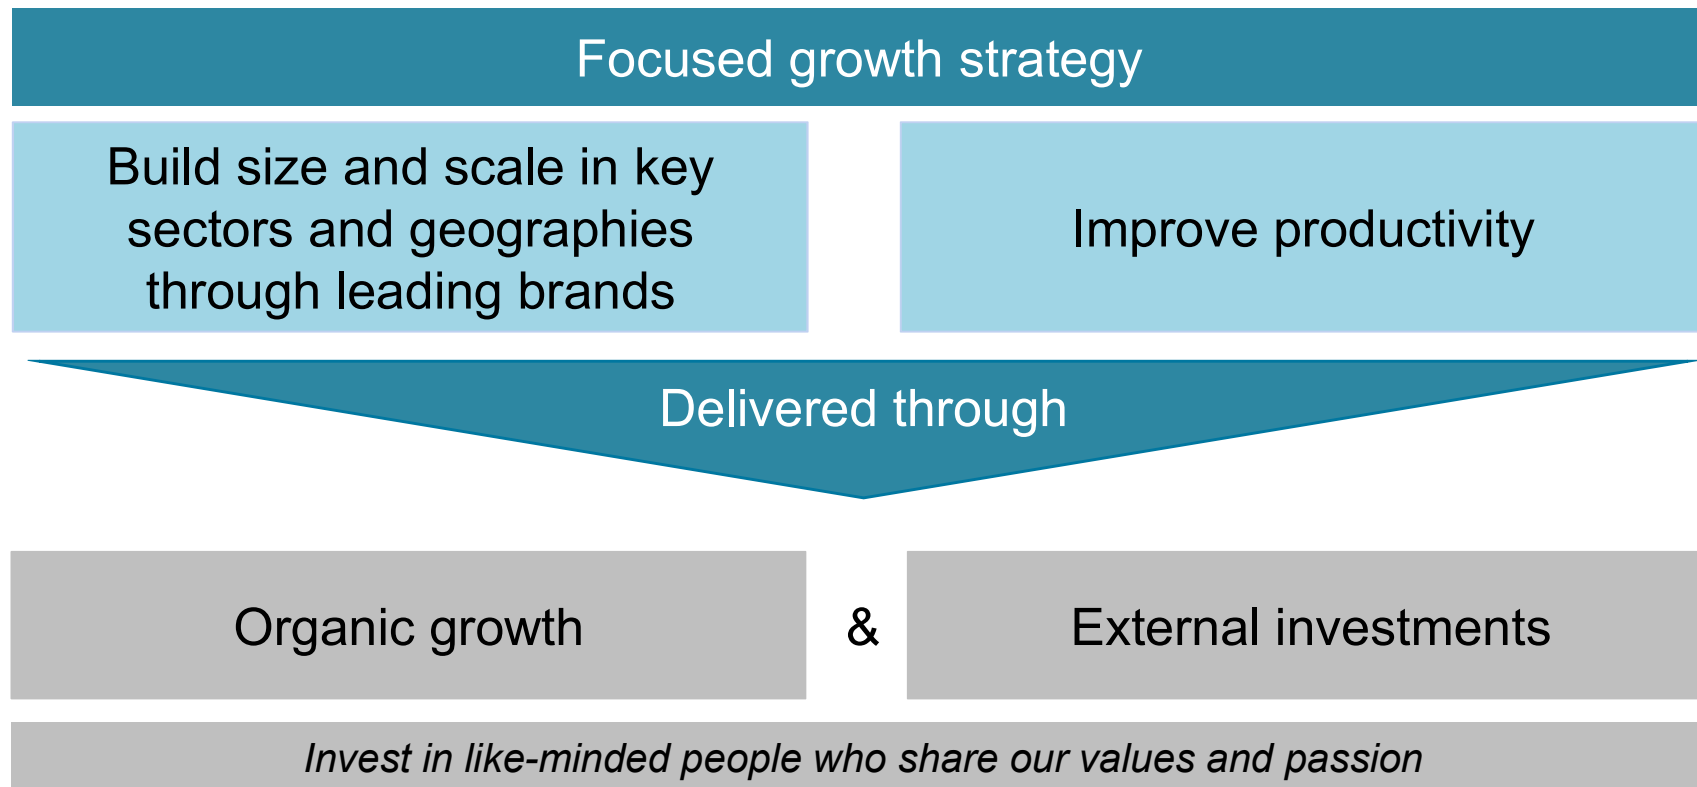 Focused growth strategy
Build size and scale in key
sectors and geographies
through leading brands
Improve productivity
Delivered through
Organic growth
&
External investments
Invest in like-minded people who share our values and passion